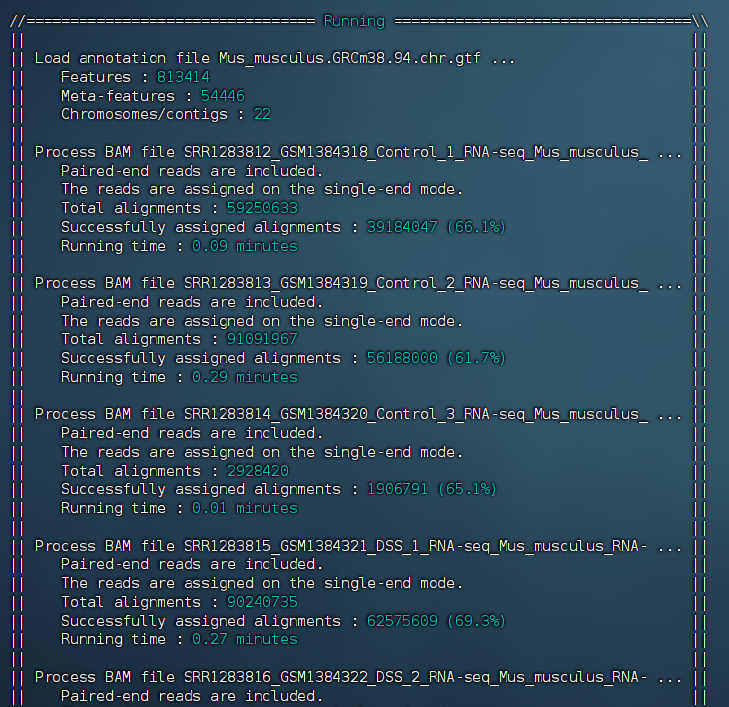 //================================= Running ==================================\\
|| ||
|| Load annotation file Mus_musculus.GRCm38.94.chr.gtf ... ||
|| Features : 813414 ||
|| Meta-features : 54446 ||
|| Chromosomes/contigs : 22 ||
|| ||
|| Process BAM file SRR1283812_GSM1384318_Control_1_RNA-seq_Mus_musculus_ ... ||
|| Paired-end reads are included. ||
|| The reads are assigned on the single-end mode. ||
|| Total alignments : 59250633 ||
|| Successfully assigned alignments : 39184047 (66.1%) ||
|| Running time : 0.09 minutes ||
|| ||
|| Process BAM file SRR1283813_GSM1384319_Control_2_RNA-seq_Mus_musculus_ ... ||
|| Paired-end reads are included. ||
|| The reads are assigned on the single-end mode. ||
|| Total alignments : 91091967 ||
|| Successfully assigned alignments : 56188000 (61.7%) ||
|| Running time : 0.29 minutes ||
|| ||
|| Process BAM file SRR1283814_GSM1384320_Control_3_RNA-seq_Mus_musculus_ ... ||
|| Paired-end reads are included. ||
|| The reads are assigned on the single-end mode. ||
|| Total alignments : 2928420 ||
|| Successfully assigned alignments : 1906791 (65.1%) ||
|| Running time : 0.01 minutes ||
|| ||
|| Process BAM file SRR1283815_GSM1384321_DSS_1_RNA-seq_Mus_musculus_RNA- ... ||
|| Paired-end reads are included. ||
|| The reads are assigned on the single-end mode. ||
|| Total alignments : 90240735 ||
|| Successfully assigned alignments : 62575609 (69.3%) ||
|| Running time : 0.27 minutes ||
|| ||
|| Process BAM file SRR1283816_GSM1384322_DSS_2_RNA-seq_Mus_musculus_RNA- ... ||
|| Paired-end reads are included. ||